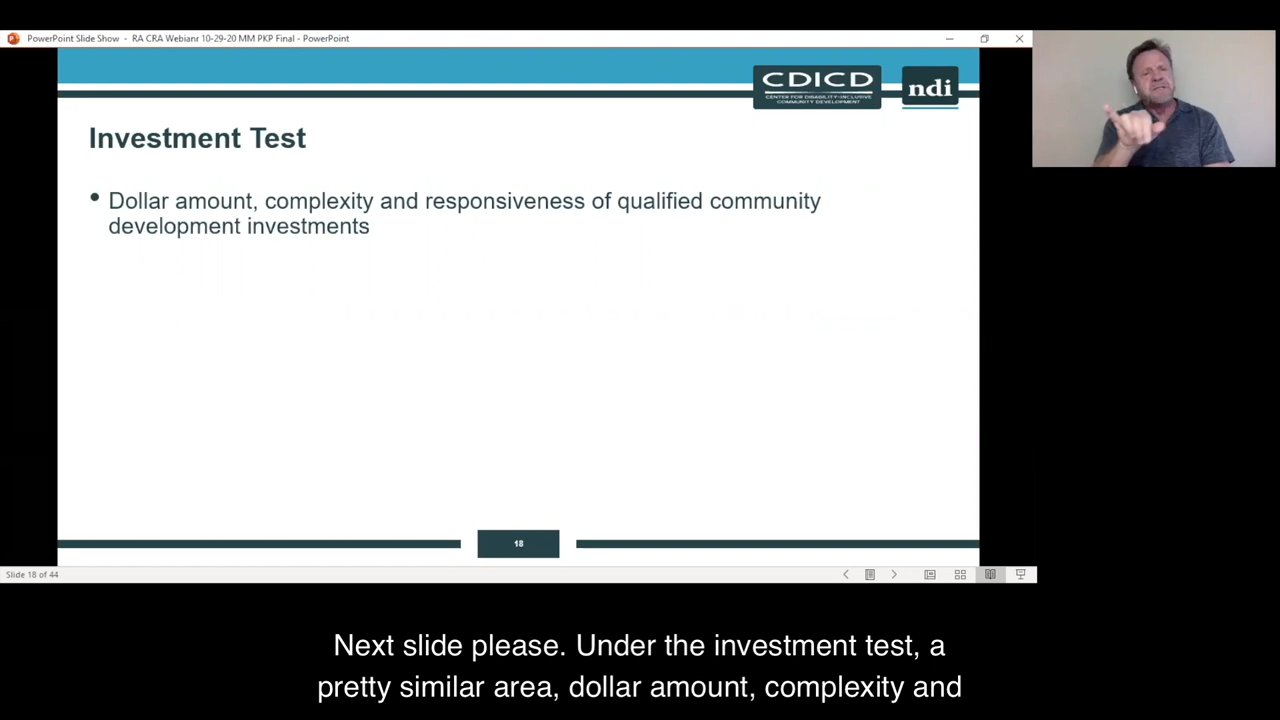 PowerPoint Slide Show - RA CRA Webianr 10-29-20 MM PKP Final - PowerPoint
CDICD
CENTER FOR DISABILITY-INCLUSIVE
COMMUNITY DEVELOPMENT
ndi
Investment Test
• Dollar amount, complexity and responsiveness of qualified community
development investments
18
Slide 18 of 44
Next slide please. Under the investment test, a
pretty similar area, dollar amount, complexity and